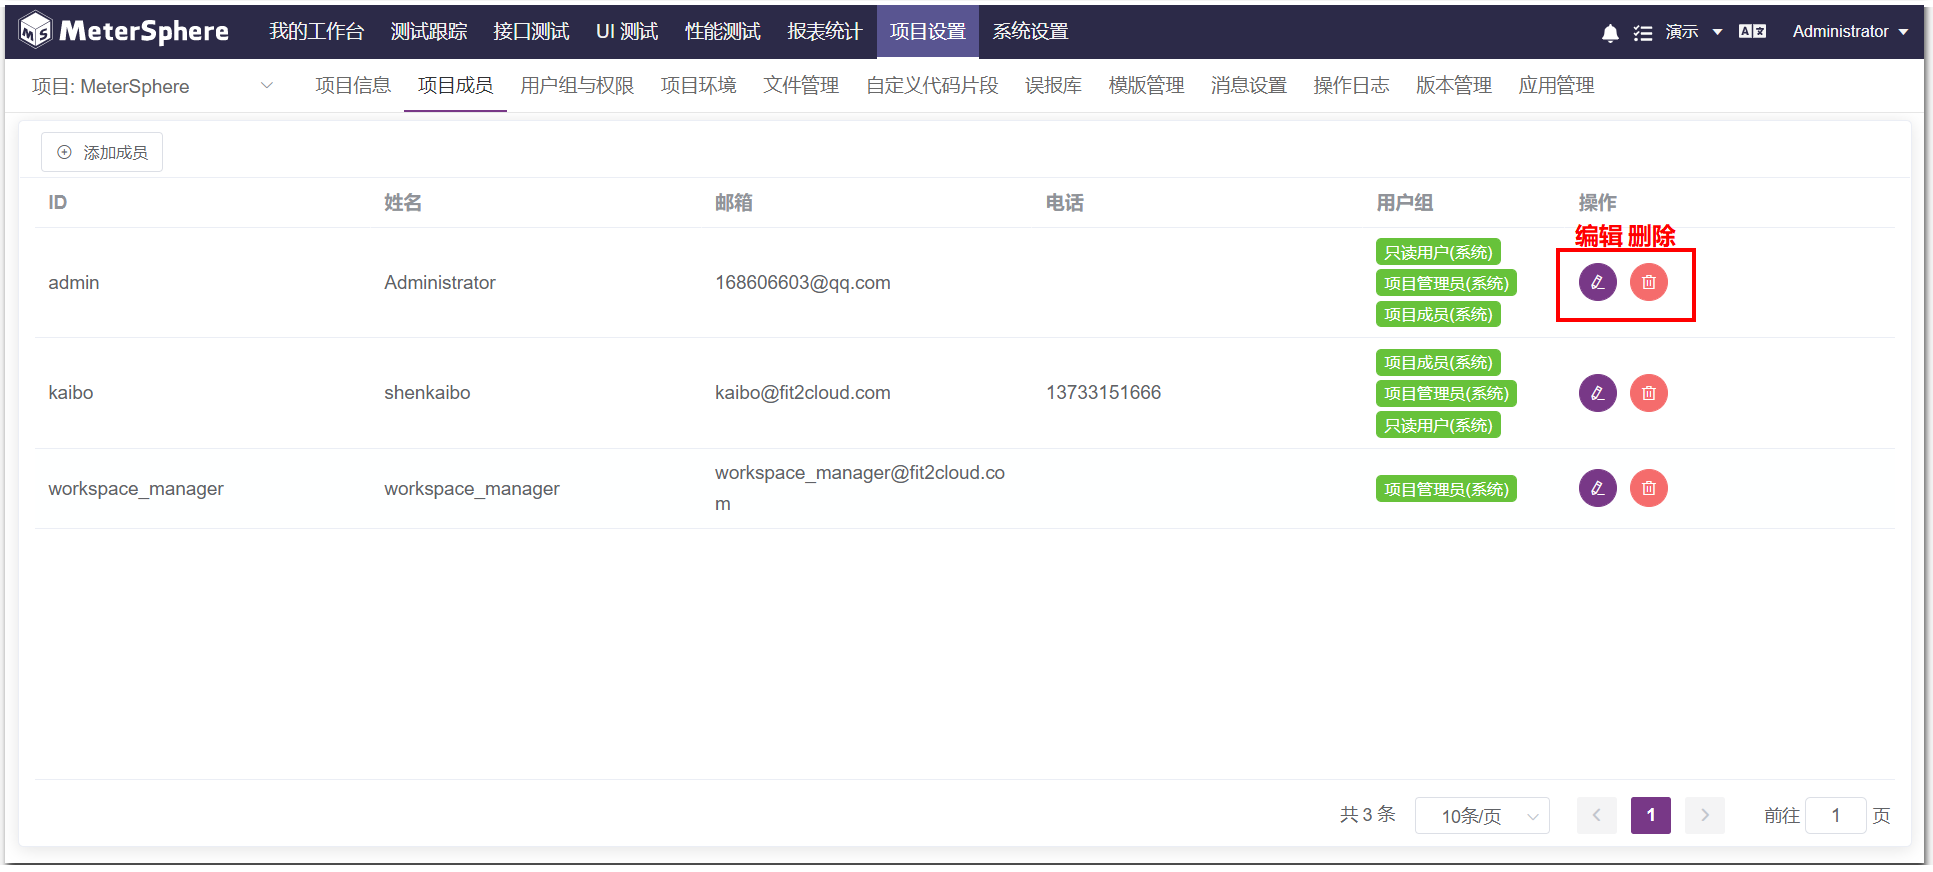 MeterSphere 我的工作台 测试跟踪 接口测试 UI 测试 性能测试 报表统计 项目设置 系统设置 演示 Administrator
项目: MeterSphere 项目信息 项目成员 用户组与权限 项目环境 文件管理 自定义代码片段 误报库 模版管理 消息设置 操作日志 版本管理 应用管理
添加成员
ID 姓名 邮箱 电话 用户组 操作
编辑 删除
只读用户(系统)
admin Administrator 168606603@qq.com 项目管理员(系统)
项目成员(系统)
项目成员(系统)
kaibo shenkaibo kaibo@fit2cloud.com 13733151666 项目管理员(系统)
只读用户(系统)
workspace_manager workspace_manager workspace_manager@fit2cloud.co
m
项目管理员(系统)
共 3 条 10条/页 1 前往 1 页